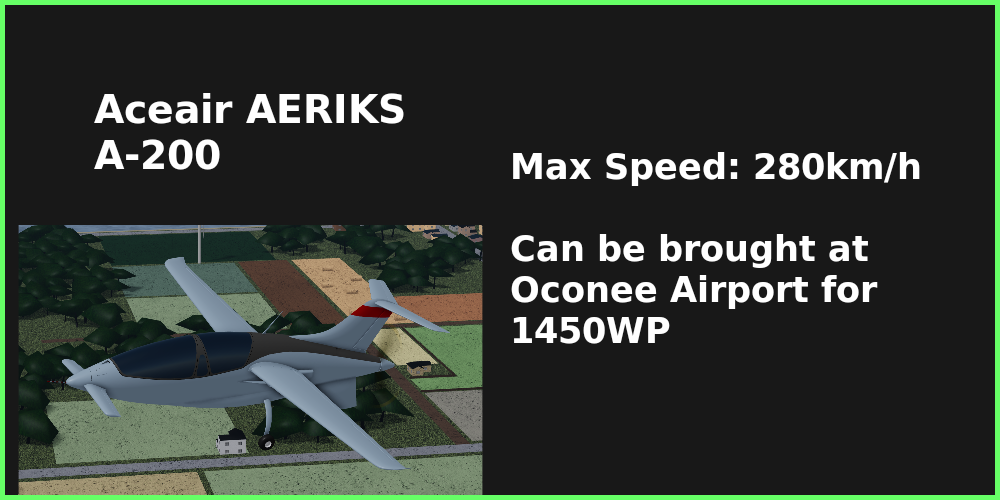 Aceair AERIKS
A-200
Max Speed: 280km/h
Can be brought at
Oconee Airport for
1450WP